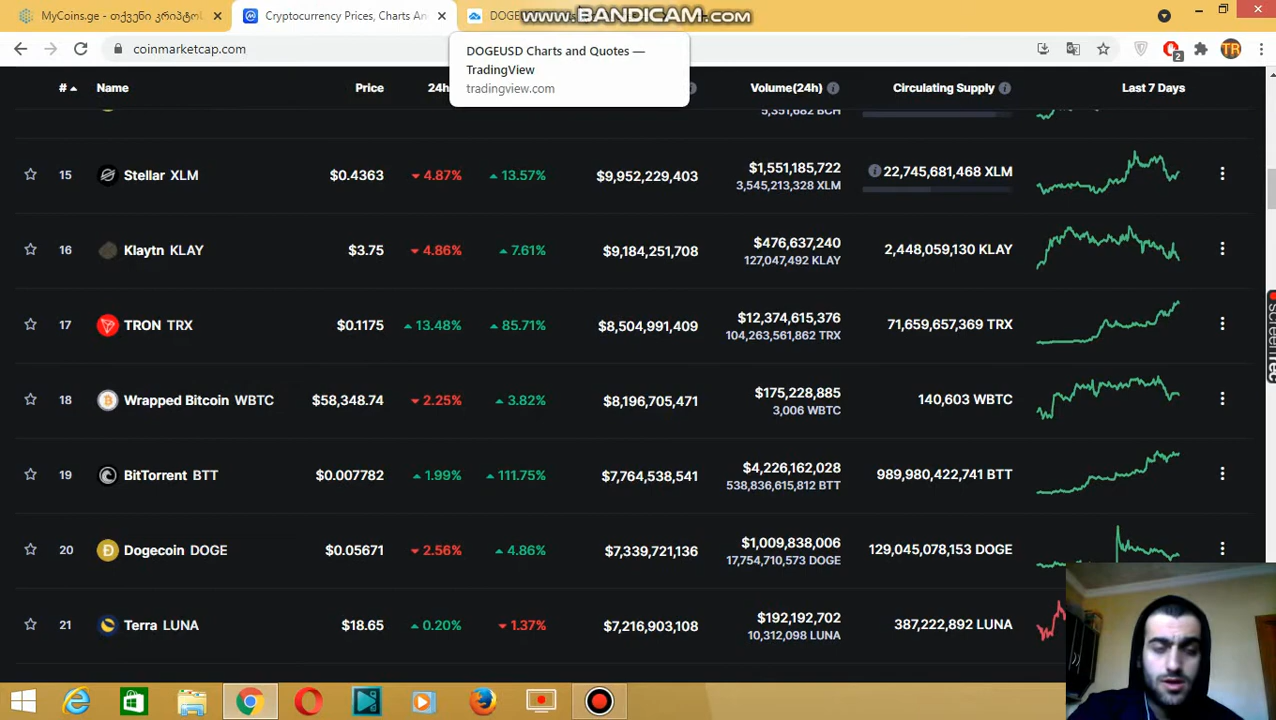 MyCoins.ge - თქვენი კრიპტო
Cryptocurrency Prices, Charts An
DOGE
www.BANDICAM.com
coinmarketcap.com
TR
2
DOGEUSD Charts and Quotes —
TradingView
tradingview.com
# Name Price 24h Volume(24h) Circulating Supply Last 7 Days
5,351,682 BCH
15 Stellar XLM $0.4363 4.87% 13.57% $9,952,229,403 $1,551,185,722 22,745,681,468 XLM
3,545,213,328 XLM
16 Klaytn KLAY $3.75 4.86% 7.61% $9,184,251,708 $476,637,240 2,448,059,130 KLAY
127,047,492 KLAY
17 TRON TRX $0.1175 13.48% 85.71% $8,504,991,409 $12,374,615,376 71,659,657,369 TRX
104,263,561,862 TRX
18 Wrapped Bitcoin WBTC $58,348.74 2.25% 3.82% $8,196,705,471 $175,228,885 140,603 WBTC
3,006 WBTC
19 BitTorrent BTT $0.007782 1.99% 111.75% $7,764,538,541 $4,226,162,028 989,980,422,741 BTT
538,836,615,812 BTT
20 Dogecoin DOGE $0.05671 2.56% 4.86% $7,339,721,136 $1,009,838,006 129,045,078,153 DOGE
17,754,710,573 DOGE
21 Terra LUNA $18.65 0.20% 1.37% $7,216,903,108 $192,192,702 387,222,892 LUNA
10,312,098 LUNA
screenrec